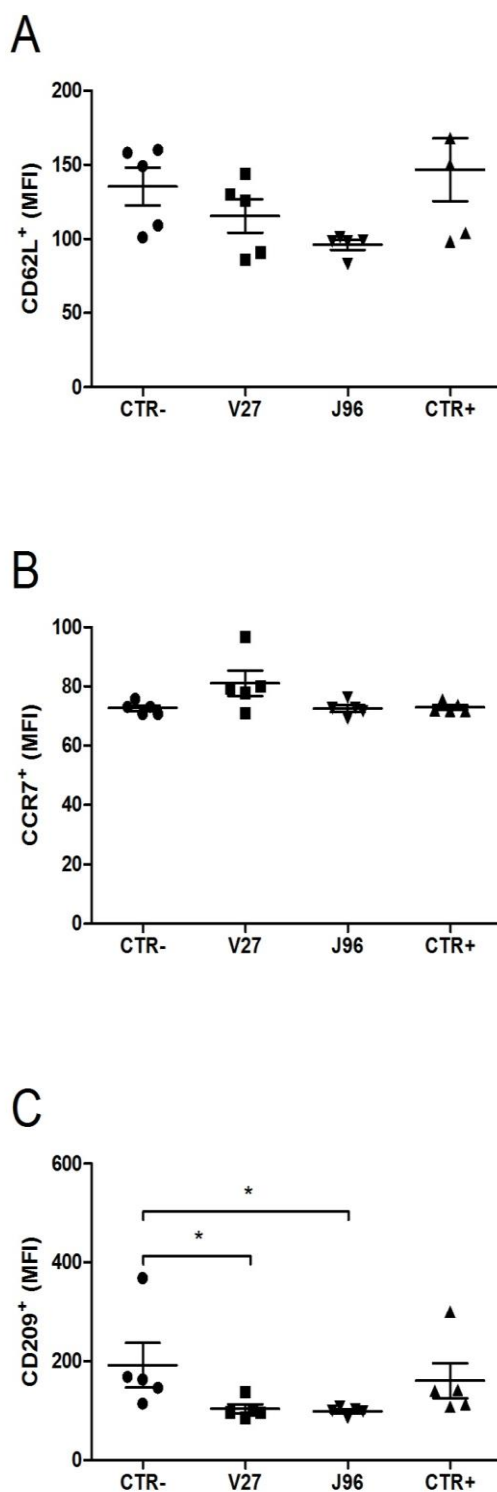 A
CD62L+ (MFI)
200
150
100
50
0
CTR- V27 J96 CTR+
B
CCR7+ (MFI)
100
80
60
40
20
0
CTR- V27 J96 CTR+
C
CD209+ (MFI)
600
400
200
0
*
*
CTR- V27 J96 CTR+